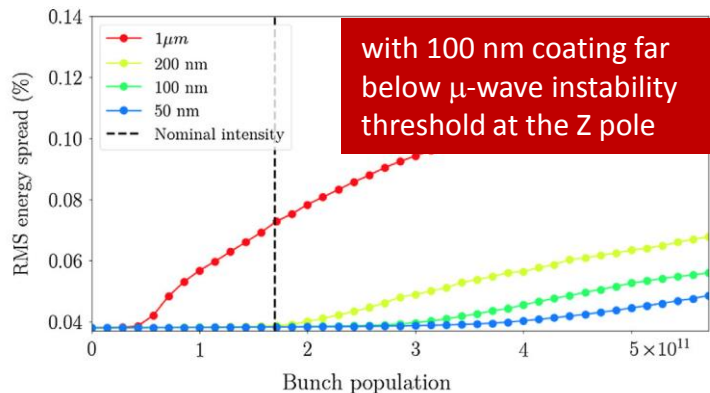 0.14
0.12
0.10
0.08
0.06
0.04
RMS energy spread (%)
1μm
200 nm
100 nm
50 nm
Nominal intensity
with 100 nm coating far
below μ-wave instability
threshold at the Z pole
0
1
2
3
4
5×10¹¹
Bunch population